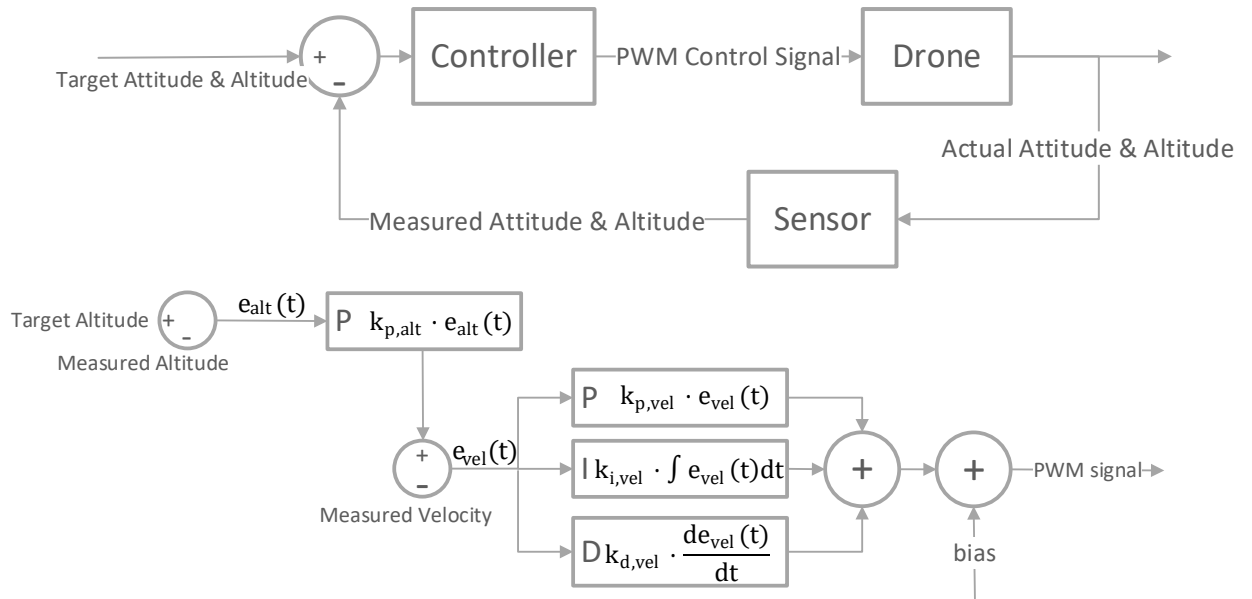 Controller
PWM Control Signal
Drone
+
Target Attitude & Altitude
-
Actual Attitude & Altitude
Measured Attitude & Altitude
Sensor
e_alt(t)
Target Altitude
+
P k_p,alt · e_alt(t)
-
Measured Altitude
P k_p,vel · e_vel(t)
+
e_vel(t)
I k_i,vel · ∫ e_vel(t)dt
+
+
PWM signal
-
Measured Velocity
D k_d,vel · de_vel(t)/dt
bias